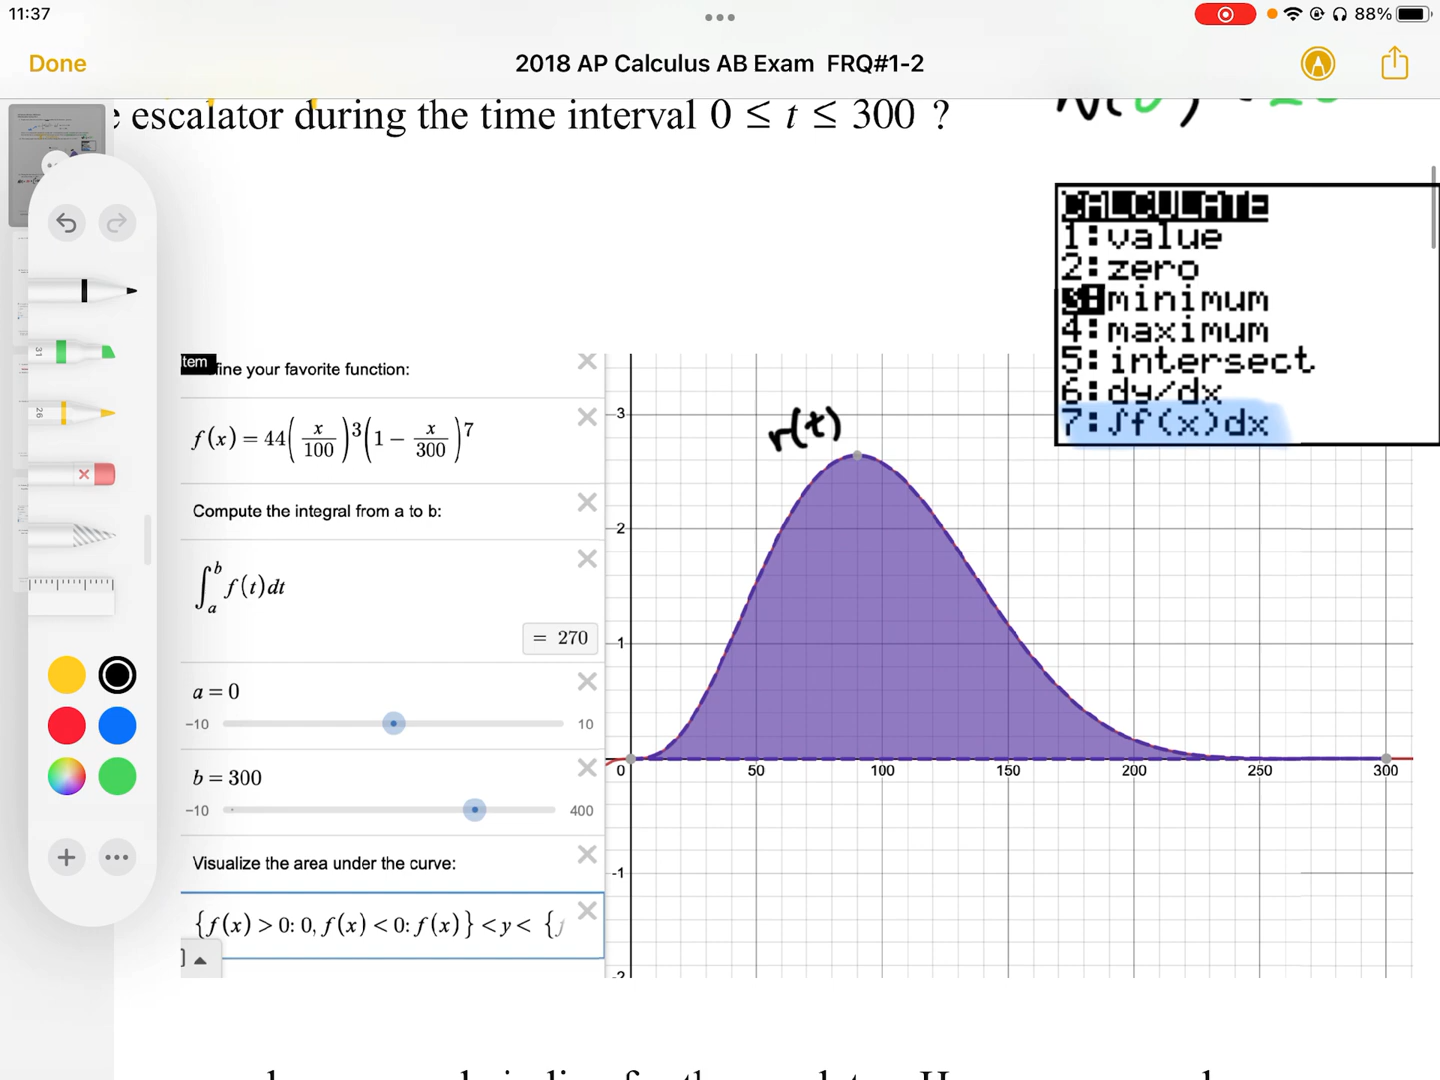 11:37
88%
Done
2018 AP Calculus AB Exam FRQ#1-2
escalator during the time interval 0 ≤ t ≤ 300 ?
CALCULATE
1:value
2:zero
3:minimum
4:maximum
5:intersect
6:dy/dx
7:∫f(x)dx
tem
fine your favorite function:
f(x) = 44(x/100)^3(1 − x/300)^7
Compute the integral from a to b:
∫_a^b f(t)dt
= 270
a = 0
-10 10
b = 300
-10 400
Visualize the area under the curve:
{f(x) > 0: 0, f(x) < 0: f(x)} < y < {f
r(t)
3
2
1
0 50 100 150 200 250 300
-1
-2
31
26